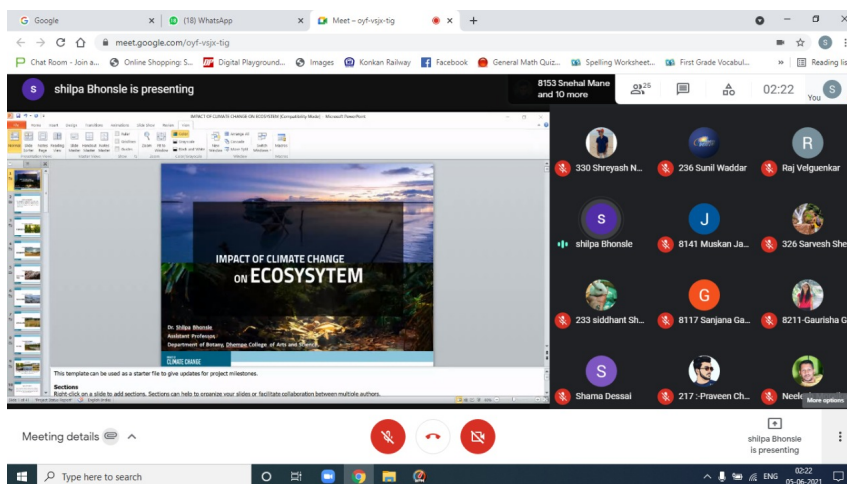 Google
(18) WhatsApp
Meet – oyf-vsjx-tig
meet.google.com/oyf-vsjx-tig
Chat Room - Join a...
Online Shopping: S...
Digital Playground...
Images
Konkan Railway
Facebook
General Math Quiz...
Spelling Worksheet...
First Grade Vocabul...
Reading lis
s
shilpa Bhonsle is presenting
8153 Snehal Mane
and 10 more
25
02:22
You
S
IMPACT OF CLIMATE CHANGE ON ECOSYSTEM [Compatibility Mode] - Microsoft PowerPoint
IMPACT OF CLIMATE CHANGE
ON ECOSYSYTEM
Dr. Shilpa Bhonsle
Assistant Professor,
Department of Botany, Dhempe College of Arts and Science
CLIMATE CHANGE
This template can be used as a starter file to give updates for project milestones.
Sections
Right-click on a slide to add sections. Sections can help to organize your slides or facilitate collaboration between multiple authors.
330 Shreyash N...
236 Sunil Waddar
R
Raj Velguenkar
s
shilpa Bhonsle
J
8141 Muskan Ja...
326 Sarvesh She
233 siddhant Sh...
G
8117 Sanjana Ga...
8211-Gaurisha G
S
Shama Dessai
217 :-Praveen Ch...
Neele
More options
Meeting details
shilpa Bhonsle
is presenting
Type here to search
ENG
02:22
05-06-2021